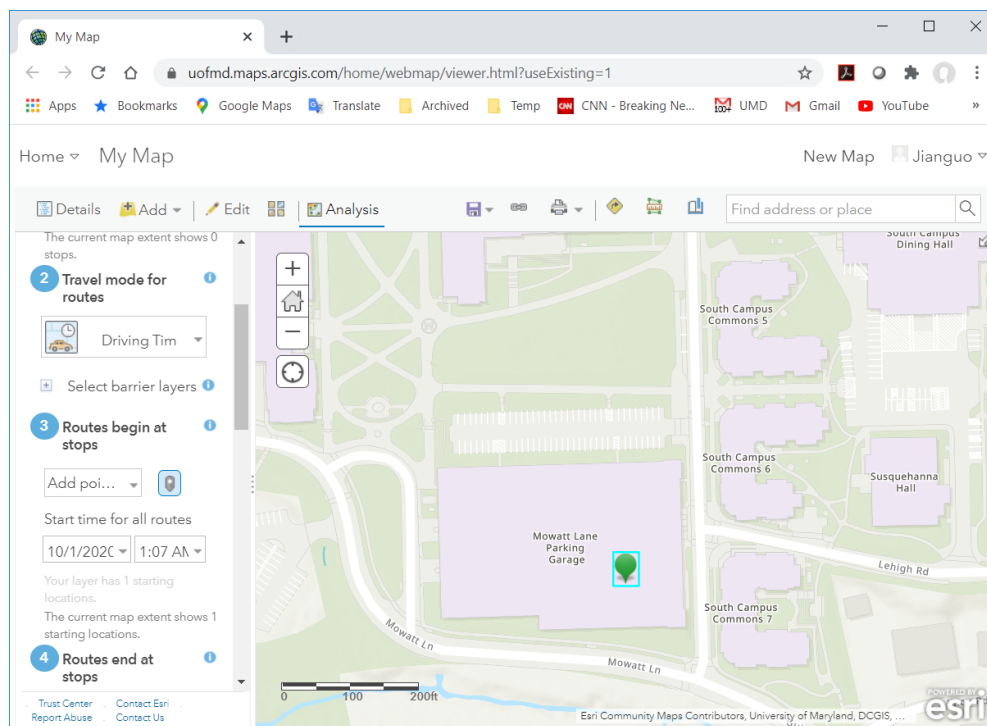 My Map
uofmd.maps.arcgis.com/home/webmap/viewer.html?useExisting=1
Apps Bookmarks Google Maps Translate Archived Temp CNN CNN - Breaking Ne... 100+ UMD Gmail YouTube »
Home My Map New Map Jianguo
Details Add Edit Analysis Find address or place
The current map extent shows 0
stops.
2 Travel mode for
routes
Driving Tim
Select barrier layers
3 Routes begin at
stops
Add poi...
Start time for all routes
10/1/202 1:07 AM
Your layer has 1 starting
locations.
The current map extent shows 1
starting locations.
4 Routes end at
stops
Trust Center . Contact Esri
Report Abuse . Contact Us
South Campus
Dining Hall
South Campus
Commons 5
South Campus
Commons 6
Susquehanna
Hall
Mowatt Lane
Parking
Garage
Lehigh Rd
South Campus
Commons 7
Mowatt Ln
Mowatt Ln
0 100 200ft
POWERED BY
esri
Esri Community Maps Contributors, University of Maryland, DCGIS, ...